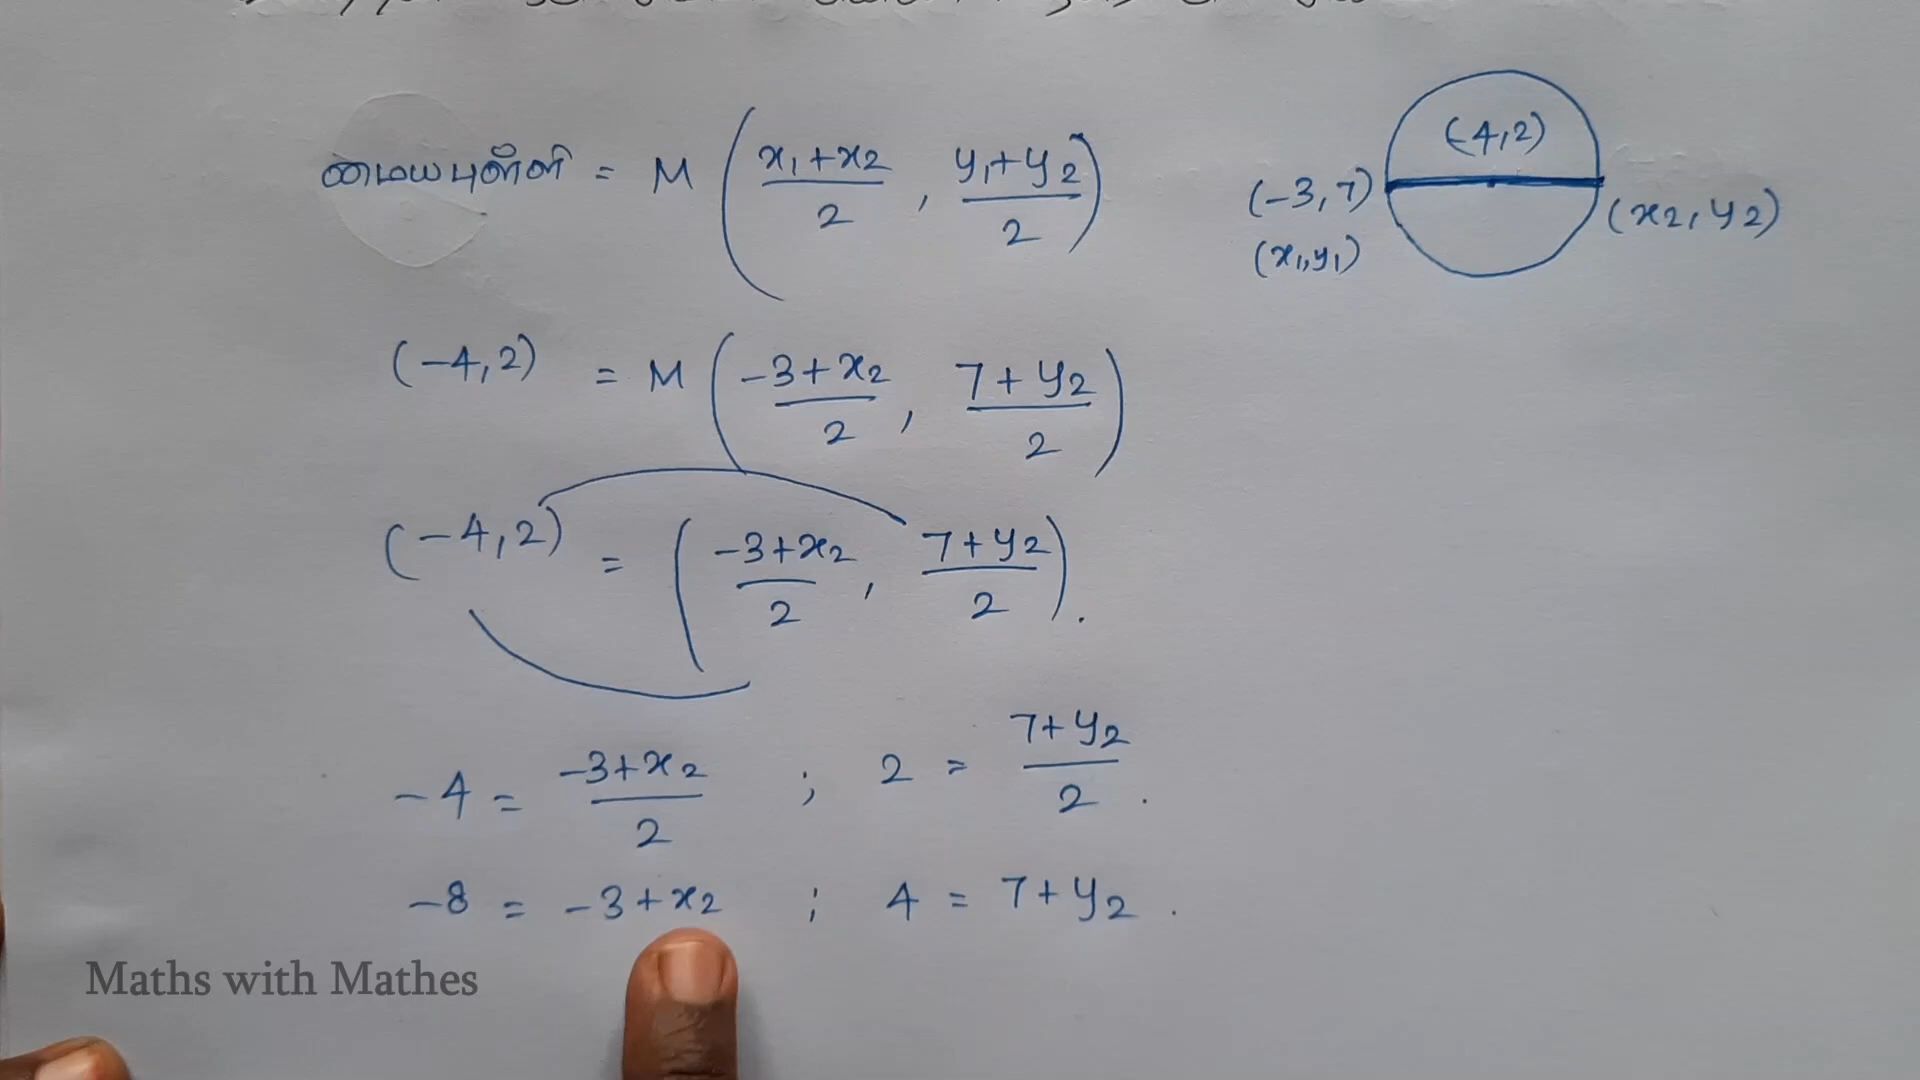 மையபுள்ளி = M ( x₁+x₂ / 2 , y₁+y₂ / 2 )
(-4,2)
(-3,7)
(x₁,y₁)
(x₂,y₂)
(-4,2) = M ( -3+x₂ / 2 , 7+y₂ / 2 )
(-4,2) = ( -3+x₂ / 2 , 7+y₂ / 2 ).
-4 = -3+x₂ / 2 ; 2 = 7+y₂ / 2 .
-8 = -3+x₂ ; 4 = 7+y₂ .
Maths with Mathes